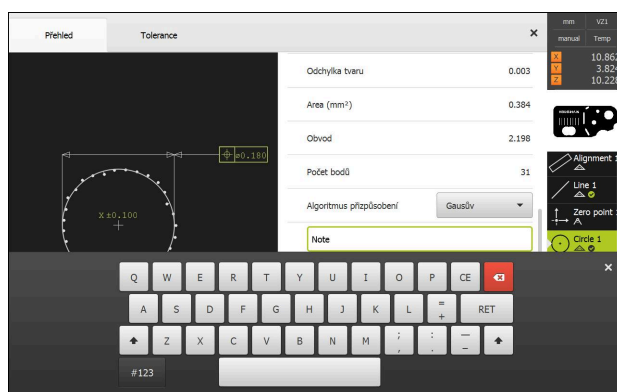 Přehled
Tolerance
×
mm
VZ1
manual
Temp
X 10.862
Y 3.824
Z 10.228
Odchylka tvaru 0.003
Area (mm²) 0.384
Obvod 2.198
Počet bodů 31
Algoritmus přizpůsobení Gausův
Note
ø0.180
X ±0.100
Alignment 1
Line 1
Zero point
Circle 1
×
Q W E R T Y U I O P CE
A S D F G H J K L = + RET
Z X C V B N M ; , : . — –
#123